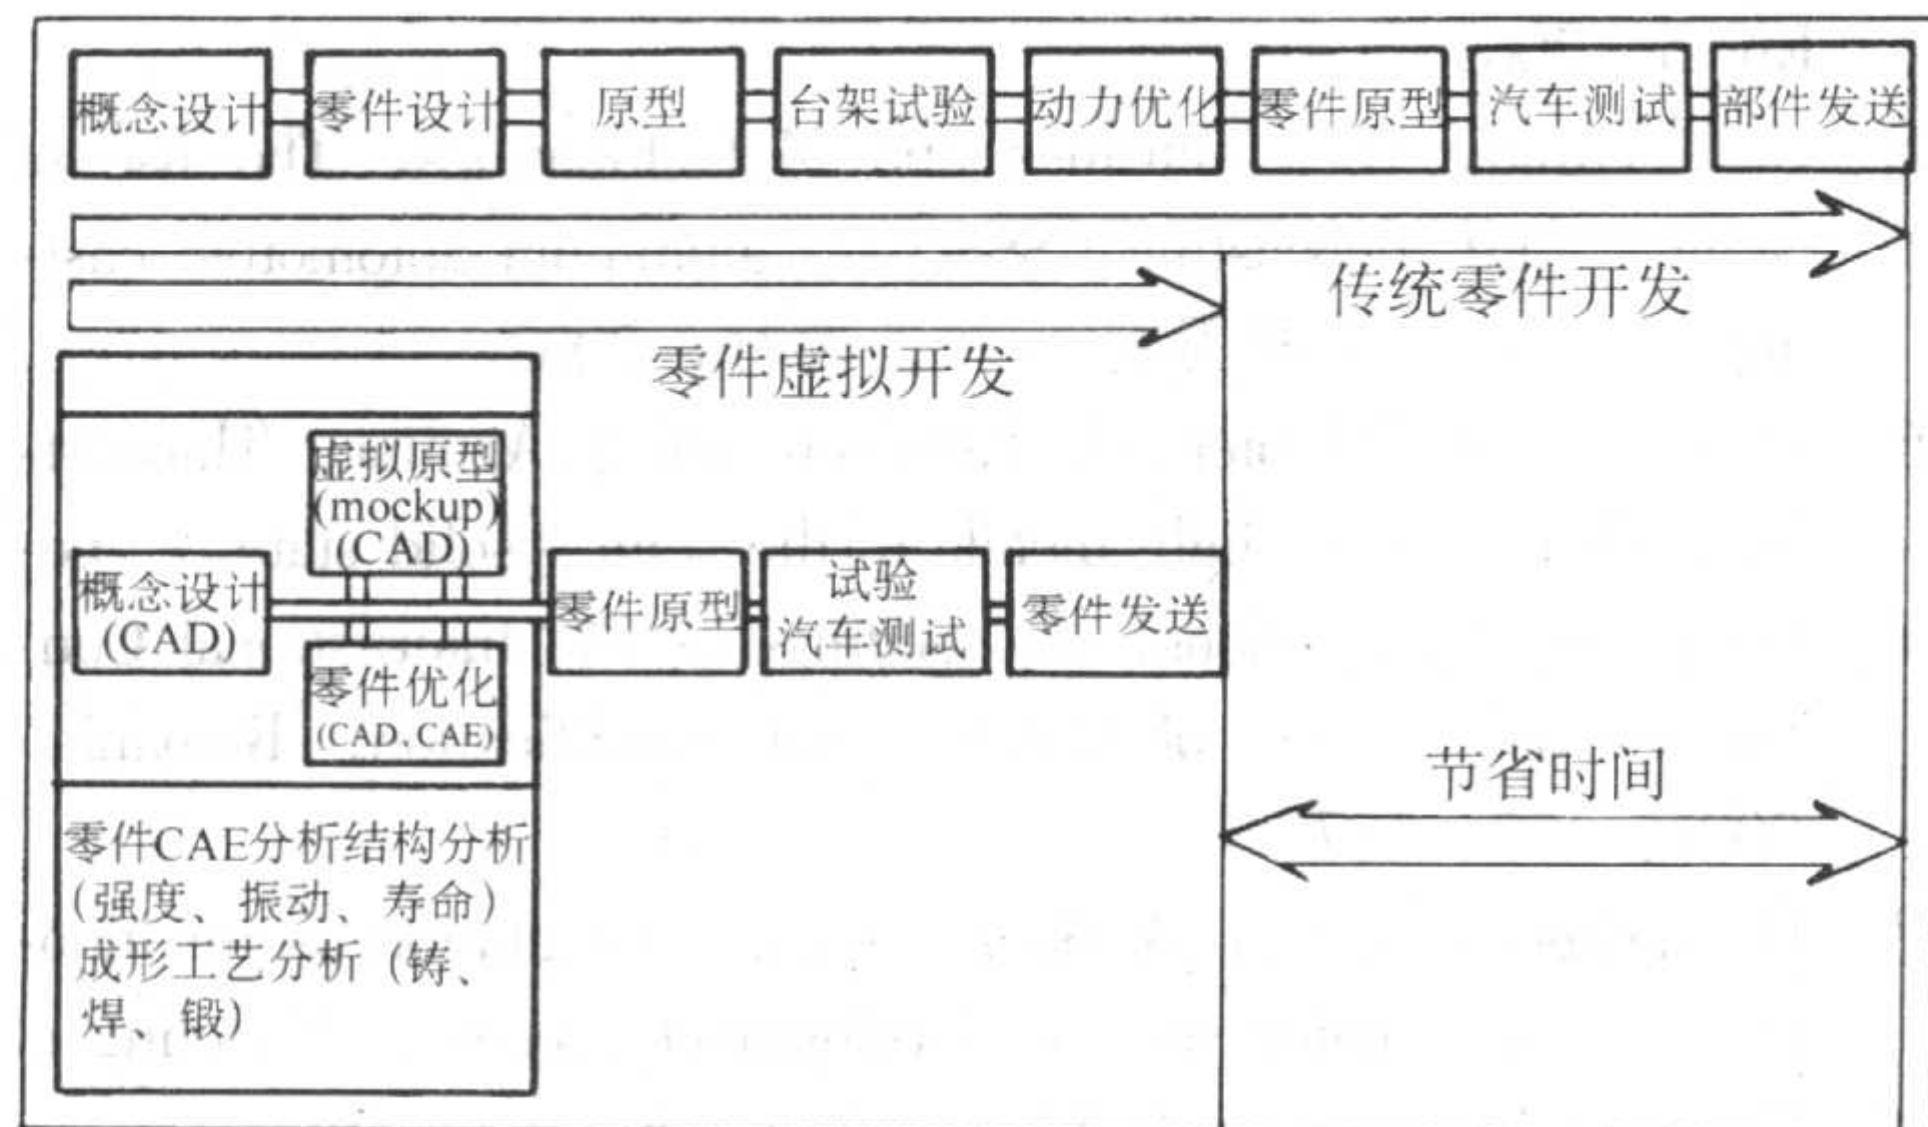 概念设计 零件设计 原型 台架试验 动力优化 零件原型 汽车测试 部件发送
传统零件开发
零件虚拟开发
虚拟原型
(mockup)
(CAD)
概念设计
(CAD)
零件优化
(CAD、CAE)
零件原型
试验
汽车测试
零件发送
节省时间
零件CAE分析结构分析
(强度、振动、寿命)
成形工艺分析(铸、
焊、锻)